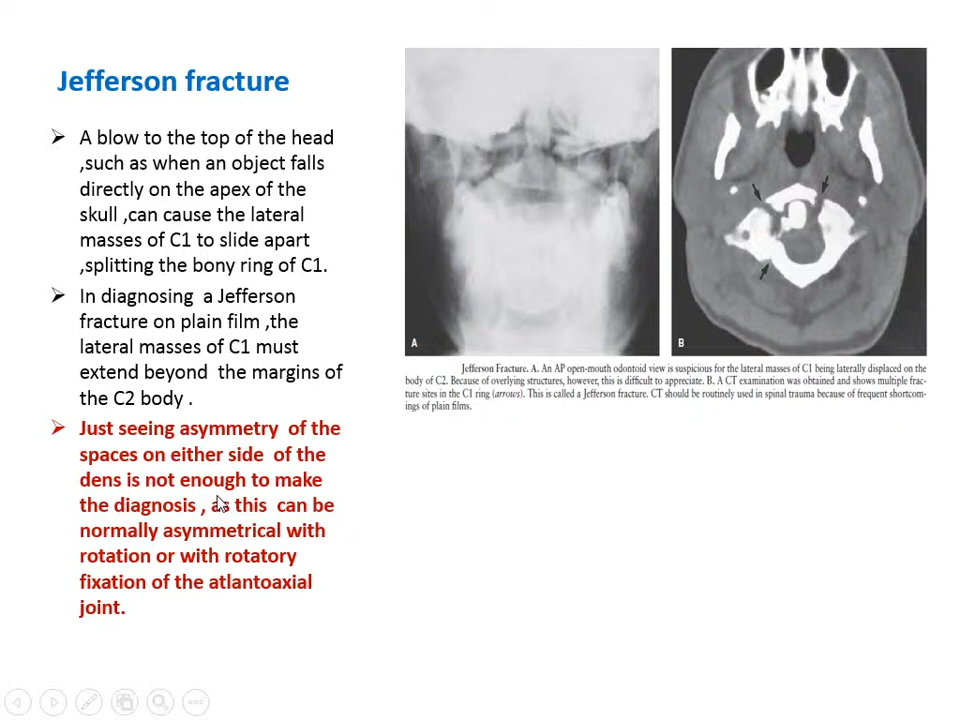 Jefferson fracture
➢ A blow to the top of the head
,such as when an object falls
directly on the apex of the
skull ,can cause the lateral
masses of C1 to slide apart
,splitting the bony ring of C1.
➢ In diagnosing a Jefferson
fracture on plain film ,the
lateral masses of C1 must
extend beyond the margins of
the C2 body .
➢ Just seeing asymmetry of the
spaces on either side of the
dens is not enough to make
the diagnosis , as this can be
normally asymmetrical with
rotation or with rotatory
fixation of the atlantoaxial
joint.
A
B
Jefferson Fracture. A. An AP open-mouth odontoid view is suspicious for the lateral masses of C1 being laterally displaced on the
body of C2. Because of overlying structures, however, this is difficult to appreciate. B. A CT examination was obtained and shows multiple frac-
ture sites in the C1 ring (arrows). This is called a Jefferson fracture. CT should be routinely used in spinal trauma because of frequent shortcom-
ings of plain films.